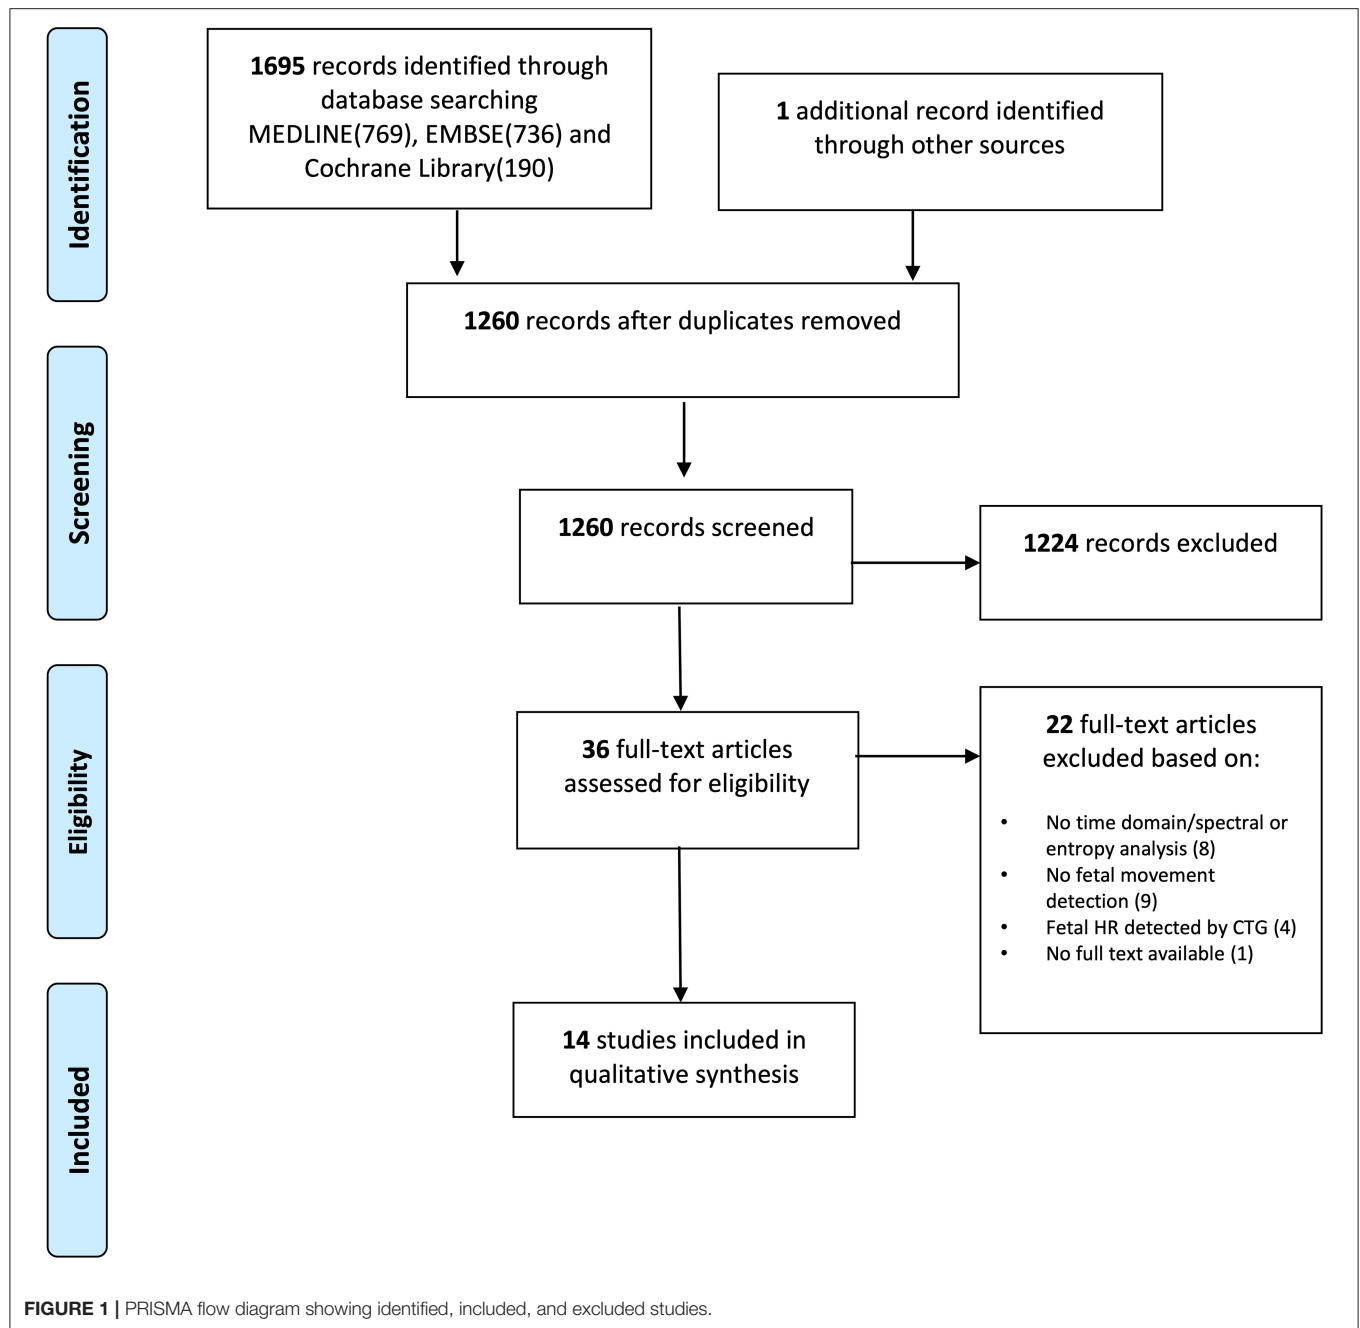 Identification
1695 records identified through
database searching
MEDLINE(769), EMBSE(736) and
Cochrane Library(190)
1 additional record identified
through other sources
1260 records after duplicates removed
Screening
1260 records screened
1224 records excluded
Eligibility
36 full-text articles
assessed for eligibility
22 full-text articles
excluded based on:
• No time domain/spectral or
entropy analysis (8)
• No fetal movement
detection (9)
• Fetal HR detected by CTG (4)
• No full text available (1)
Included
14 studies included in
qualitative synthesis
FIGURE 1 | PRISMA flow diagram showing identified, included, and excluded studies.